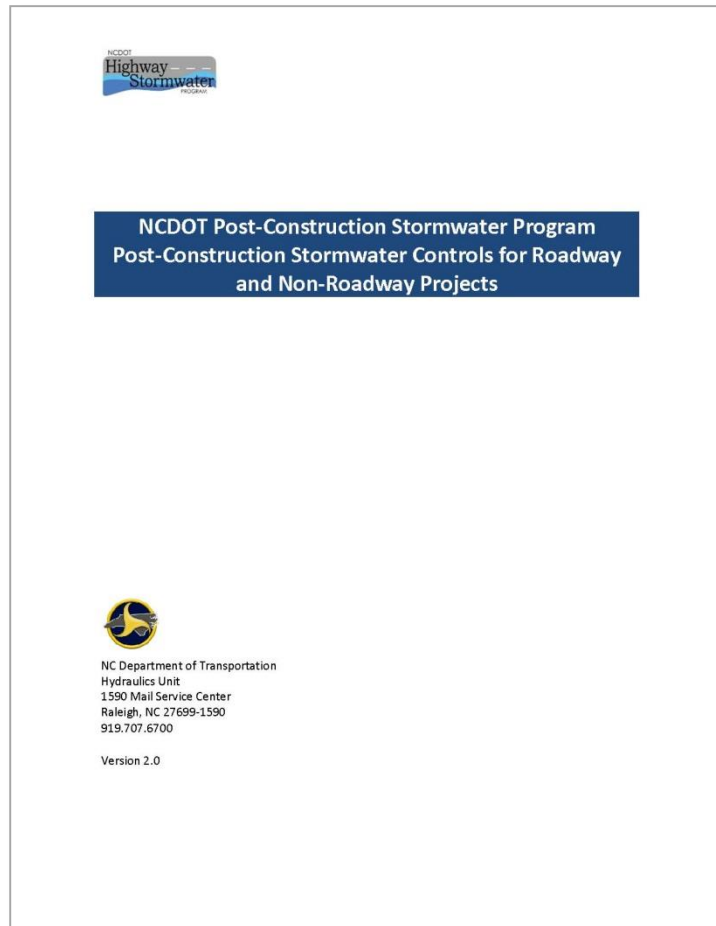 NCDOT
Highway
Stormwater
PROGRAM
NCDOT Post-Construction Stormwater Program
Post-Construction Stormwater Controls for Roadway
and Non-Roadway Projects
NC Department of Transportation
Hydraulics Unit
1590 Mail Service Center
Raleigh, NC 27699-1590
919.707.6700
Version 2.0